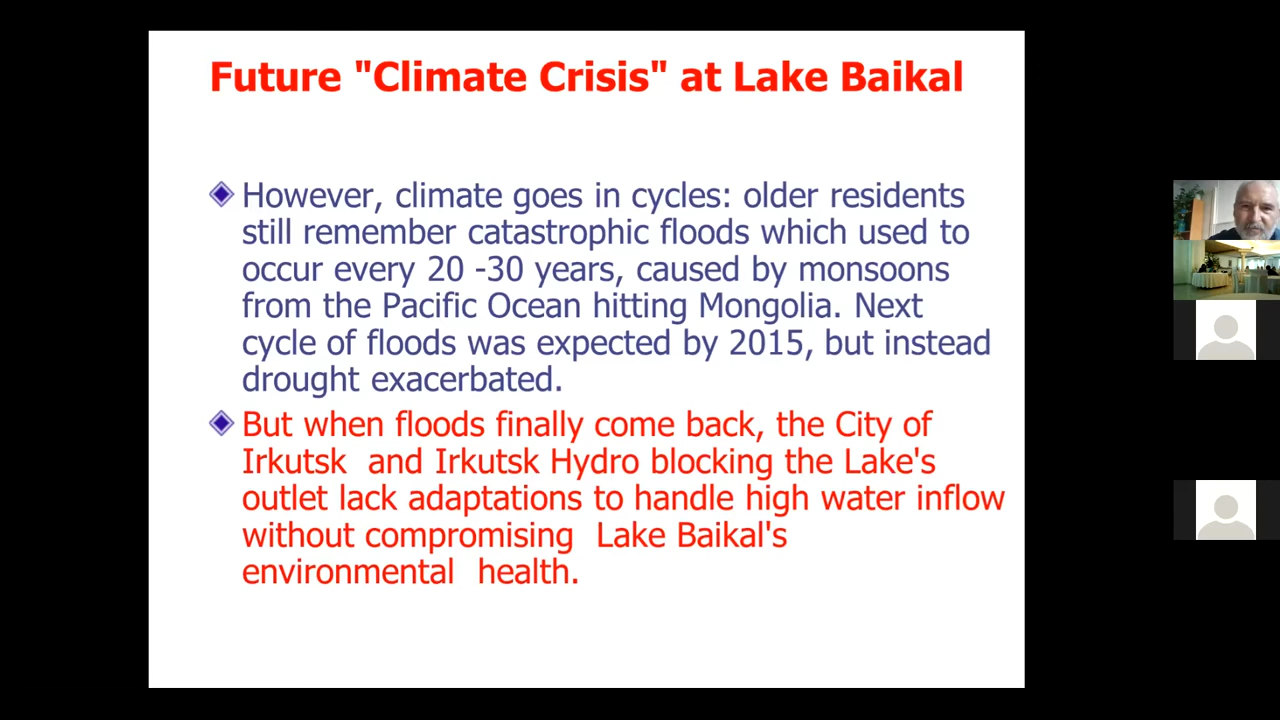 Future "Climate Crisis" at Lake Baikal
However, climate goes in cycles: older residents
still remember catastrophic floods which used to
occur every 20 -30 years, caused by monsoons
from the Pacific Ocean hitting Mongolia. Next
cycle of floods was expected by 2015, but instead
drought exacerbated.
But when floods finally come back, the City of
Irkutsk  and Irkutsk Hydro blocking the Lake's
outlet lack adaptations to handle high water inflow
without compromising  Lake Baikal's
environmental  health.